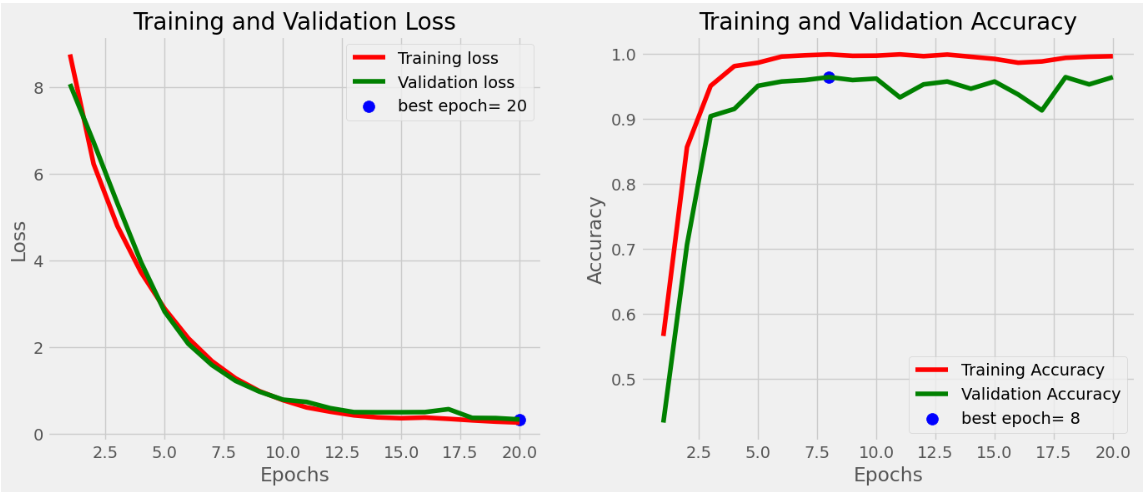 Training and Validation Loss
Training loss
Validation loss
best epoch= 20
8
6
4
2
0
Loss
2.5 5.0 7.5 10.0 12.5 15.0 17.5 20.0
Epochs
Training and Validation Accuracy
1.0
0.9
0.8
0.7
0.6
0.5
Accuracy
Training Accuracy
Validation Accuracy
best epoch= 8
2.5 5.0 7.5 10.0 12.5 15.0 17.5 20.0
Epochs